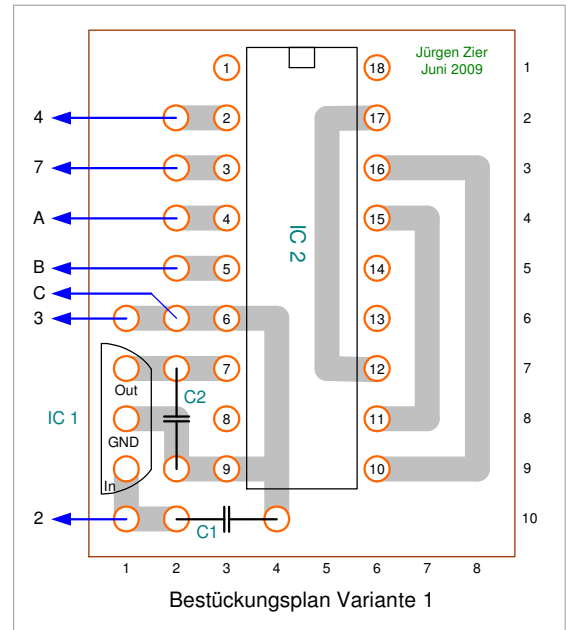 Jürgen Zier
Juni 2009
1 18 1
4 2 17 2
7 3 16 3
A 4 15 4
IC 2
B 5 14 5
C
3 6 13 6
7 12 7
Out
C2
IC 1 8 11 8
GND
In 9 10 9
2 10
C1
1 2 3 4 5 6 7 8
Bestückungsplan Variante 1